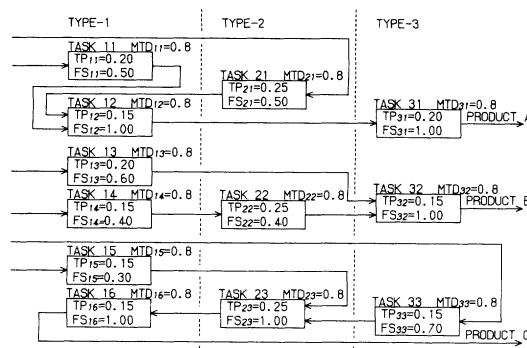 TYPE-1 TYPE-2 TYPE-3
TASK 11 MTD11=0.8
TP11=0.20
FS11=0.50
TASK 21 MTD21=0.8
TP21=0.25
FS21=0.50
TASK 12 MTD12=0.8
TP12=0.15
FS12=1.00
TASK 31 MTD31=0.8
TP31=0.20
FS31=1.00
PRODUCT_A
TASK 13 MTD13=0.8
TP13=0.20
FS13=0.60
TASK 14 MTD14=0.8
TP14=0.15
FS14=0.40
TASK 22 MTD22=0.8
TP22=0.25
FS22=0.40
TASK 32 MTD32=0.8
TP32=0.15
FS32=1.00
PRODUCT_B
TASK 15 MTD15=0.8
TP15=0.15
FS15=0.30
TASK 16 MTD16=0.8
TP16=0.15
FS16=1.00
TASK 23 MTD23=0.8
TP23=0.25
FS23=1.00
TASK 33 MTD33=0.8
TP33=0.15
FS33=0.70
PRODUCT_C